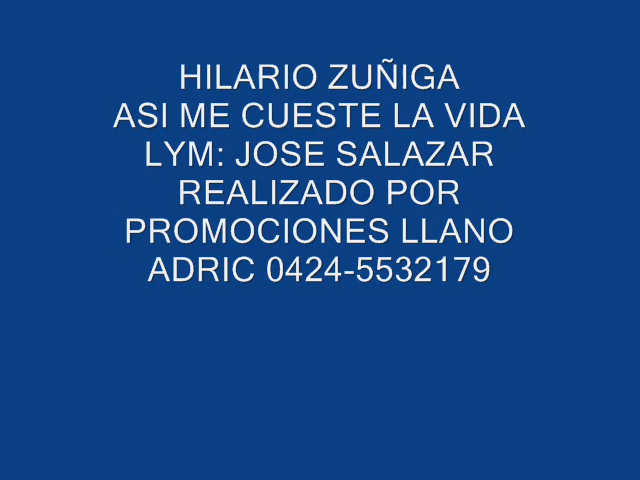 HILARIO ZUÑIGA
ASI ME CUESTE LA VIDA
LYM: JOSE SALAZAR
REALIZADO POR
PROMOCIONES LLANO
ADRIC 0424-5532179